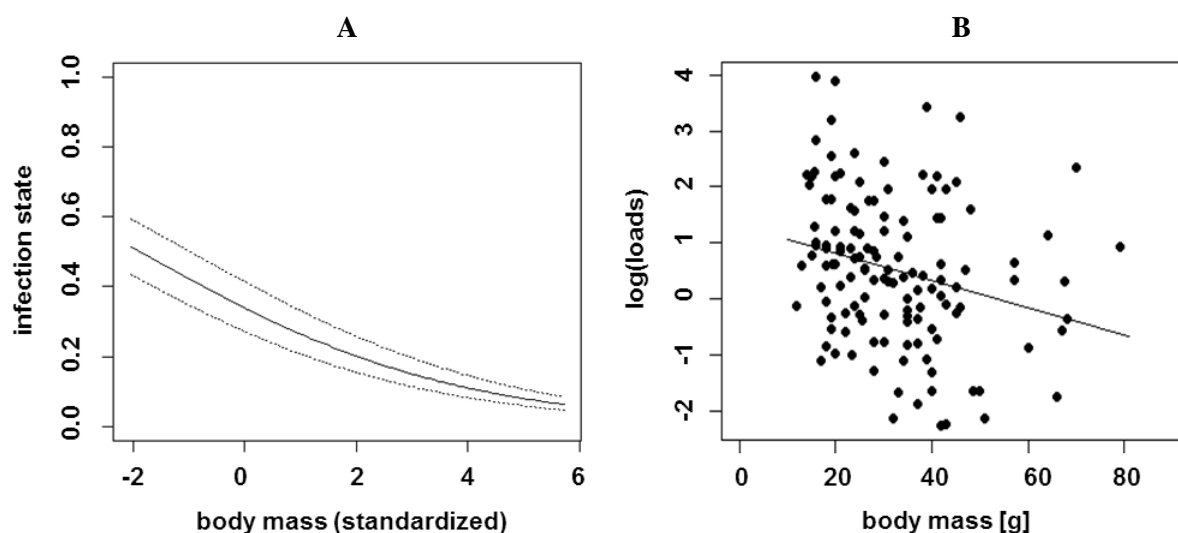 A
infection state
0.0 0.2 0.4 0.6 0.8 1.0
-2 0 2 4 6
body mass (standardized)
B
log(loads)
-2 -1 0 1 2 3 4
0 20 40 60 80
body mass [g]